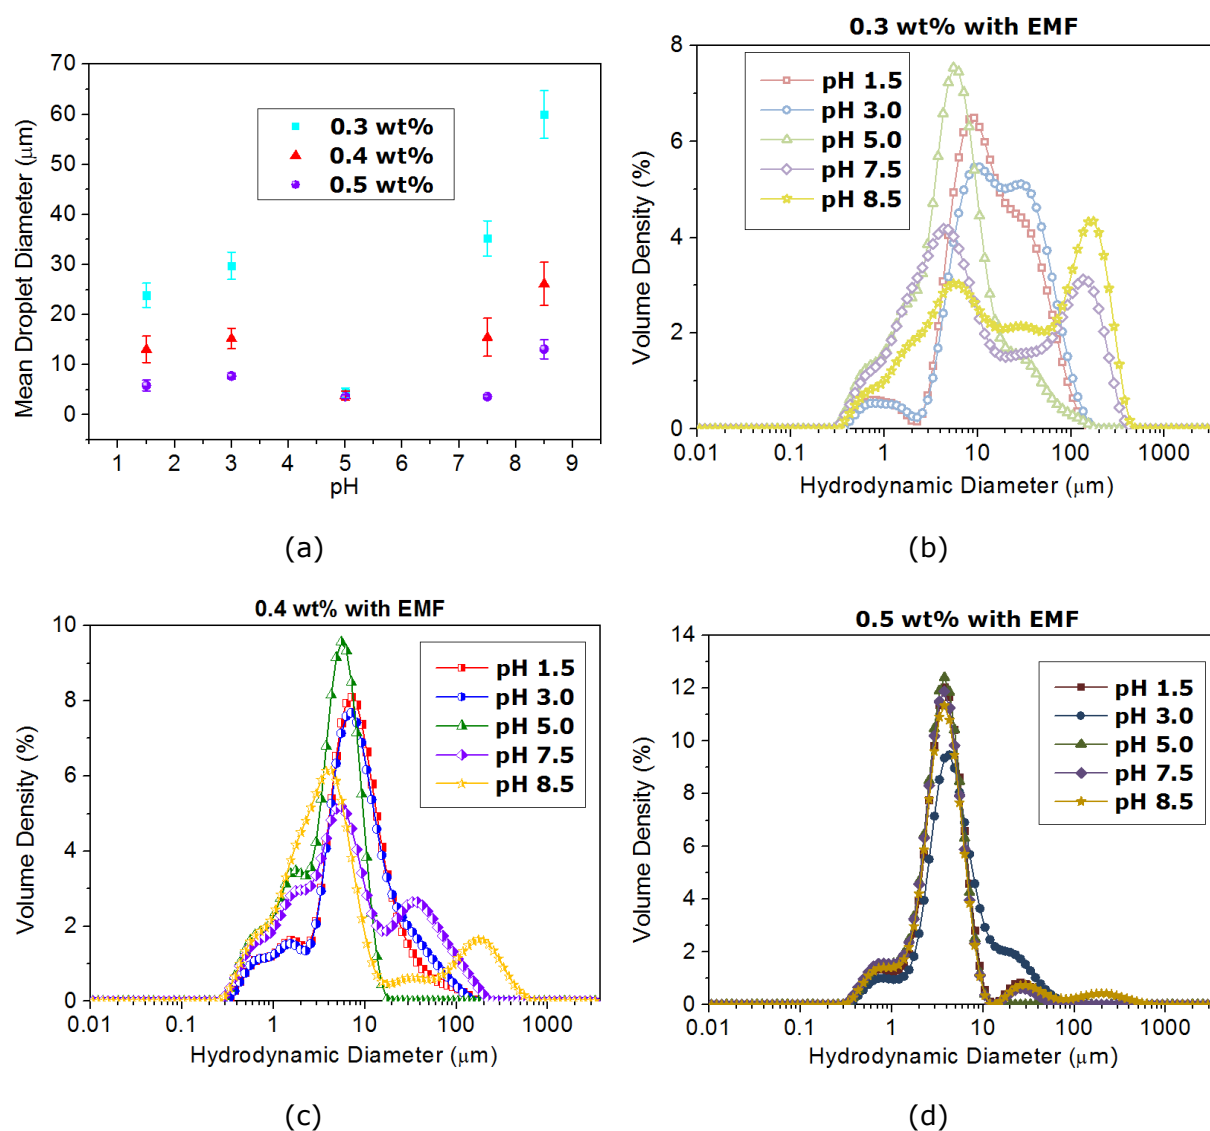 70
60
50
40
30
20
10
0
Mean Droplet Diameter (μm)
0.3 wt%
0.4 wt%
0.5 wt%
1 2 3 4 5 6 7 8 9
pH
(a)
0.3 wt% with EMF
8
6
4
2
0
Volume Density (%)
pH 1.5
pH 3.0
pH 5.0
pH 7.5
pH 8.5
0.01 0.1 1 10 100 1000
Hydrodynamic Diameter (μm)
(b)
0.4 wt% with EMF
10
8
6
4
2
0
Volume Density (%)
pH 1.5
pH 3.0
pH 5.0
pH 7.5
pH 8.5
0.01 0.1 1 10 100 1000
Hydrodynamic Diameter (μm)
(c)
0.5 wt% with EMF
14
12
10
8
6
4
2
0
Volume Density (%)
pH 1.5
pH 3.0
pH 5.0
pH 7.5
pH 8.5
0.01 0.1 1 10 100 1000
Hydrodynamic Diameter (μm)
(d)